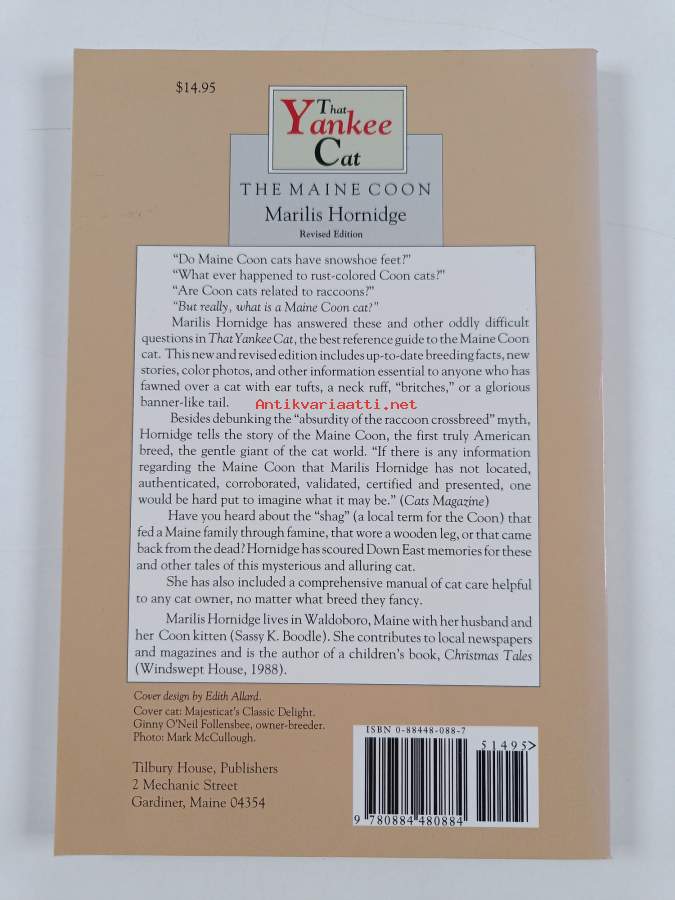 $14.95
That
Yankee
Cat
THE MAINE COON
Marilis Hornidge
Revised Edition
“Do Maine Coon cats have snowshoe feet?”
“What ever happened to rust-colored Coon cats?”
“Are Coon cats related to raccoons?”
“But really, what is a Maine Coon cat?”
Marilis Hornidge has answered these and other oddly difficult
questions in That Yankee Cat, the best reference guide to the Maine Coon
cat. This new and revised edition includes up-to-date breeding facts, new
stories, color photos, and other information essential to anyone who has
fawned over a cat with ear tufts, a neck ruff, “britches,” or a glorious
banner-like tail.
Antikvariaatti.net
Besides debunking the “absurdity of the raccoon crossbreed” myth,
Hornidge tells the story of the Maine Coon, the first truly American
breed, the gentle giant of the cat world. “If there is any information
regarding the Maine Coon that Marilis Hornidge has not located,
authenticated, corroborated, validated, certified and presented, one
would be hard put to imagine what it may be.” (Cats Magazine)
Have you heard about the “shag” (a local term for the Coon) that
fed a Maine family through famine, that wore a wooden leg, or that came
back from the dead? Hornidge has scoured Down East memories for these
and other tales of this mysterious and alluring cat.
She has also included a comprehensive manual of cat care helpful
to any cat owner, no matter what breed they fancy.
Marilis Hornidge lives in Waldoboro, Maine with her husband and
her Coon kitten (Sassy K. Boodle). She contributes to local newspapers
and magazines and is the author of a children’s book, Christmas Tales
(Windswept House, 1988).
Cover design by Edith Allard.
Cover cat: Majesticat’s Classic Delight.
Ginny O’Neil Follensbee, owner-breeder.
Photo: Mark McCullough.
Tilbury House, Publishers
2 Mechanic Street
Gardiner, Maine 04354
ISBN 0-88448-088-7
51495>
9 780884 480884